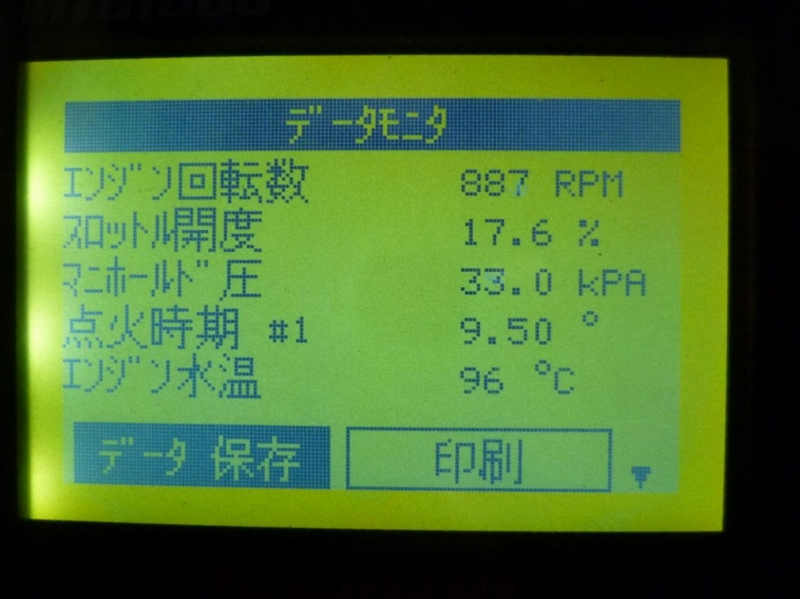 データモニタ
エンジン回転数 887 RPM
スロットル開度 17.6 %
マニホールド圧 33.0 kPA
点火時期 #1 9.50 °
エンジン水温 96 °C
データ 保存 印刷